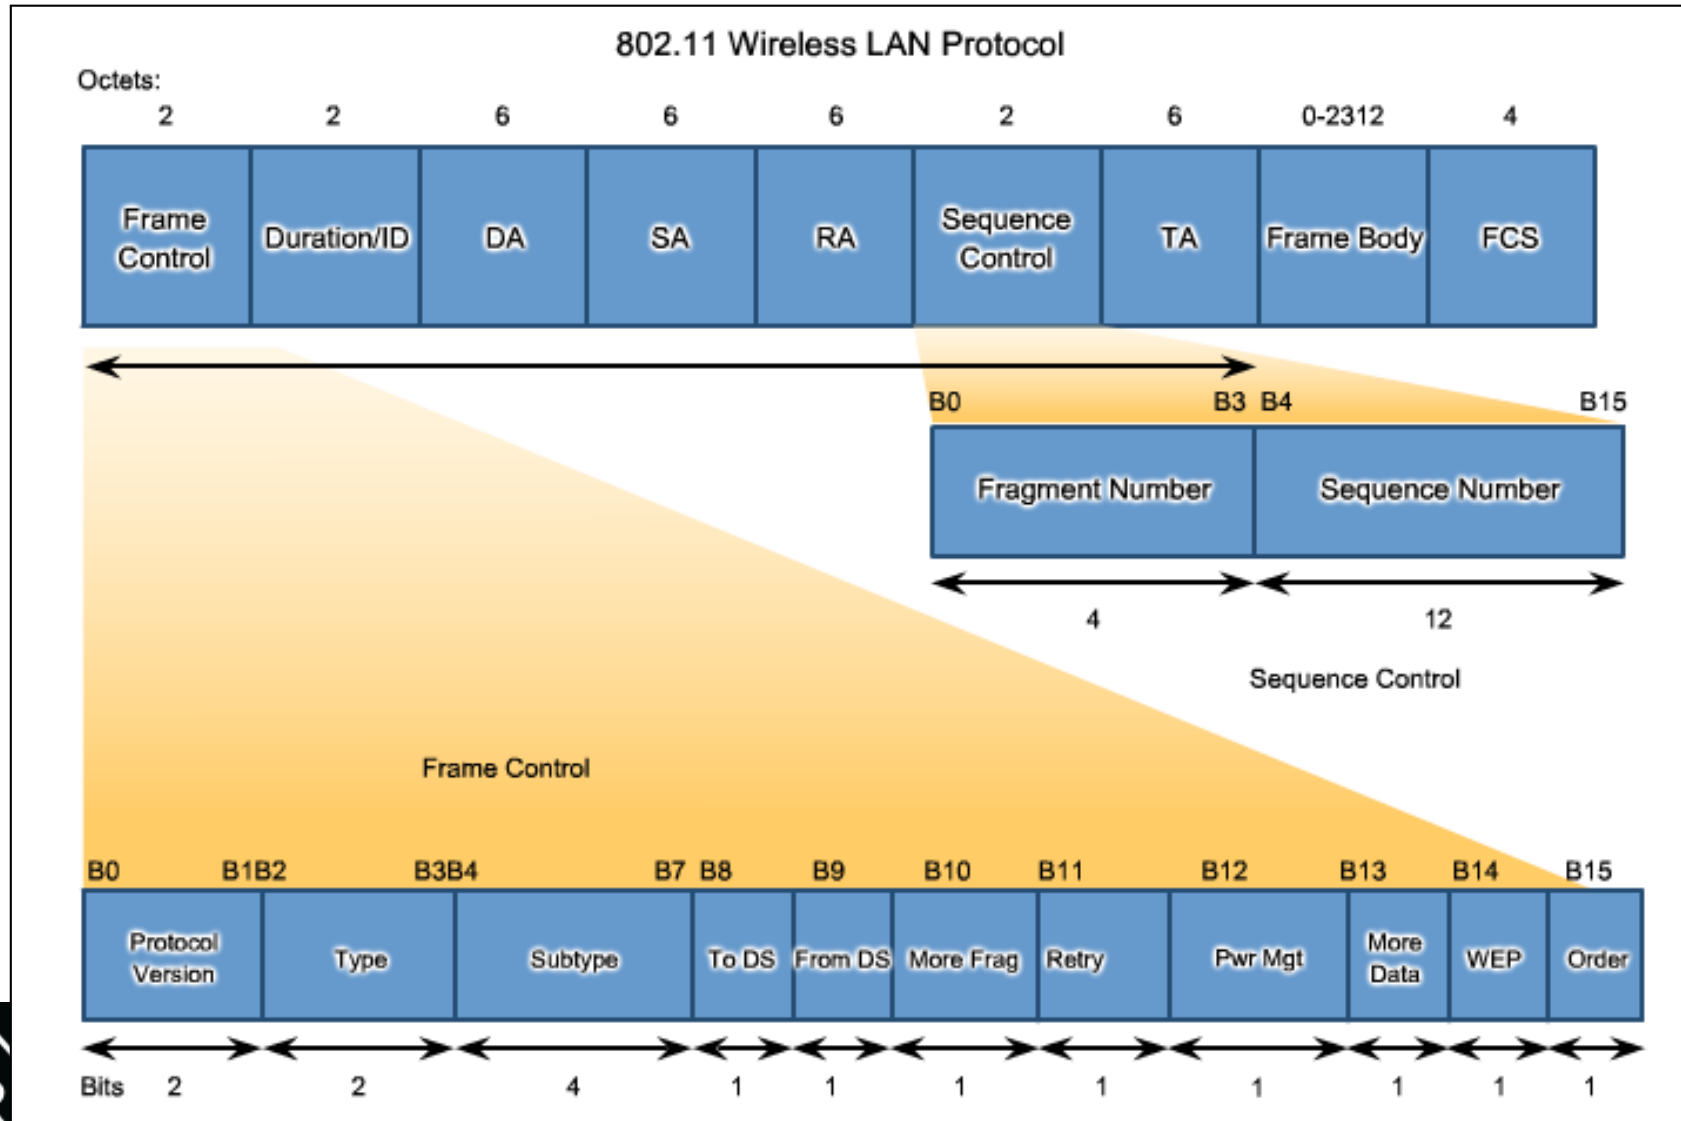 802.11 Wireless LAN Protocol
Octets:
2 2 6 6 6 2 6 0-2312 4
Frame
Control
Duration/ID
DA
SA
RA
Sequence
Control
TA
Frame Body
FCS
B0 B3 B4 B15
Fragment Number
Sequence Number
4 12
Sequence Control
Frame Control
B0 B1B2 B3B4 B7 B8 B9 B10 B11 B12 B13 B14 B15
Protocol
Version
Type
Subtype
To DS
From DS
More Frag
Retry
Pwr Mgt
More
Data
WEP
Order
Bits 2 2 4 1 1 1 1 1 1 1 1